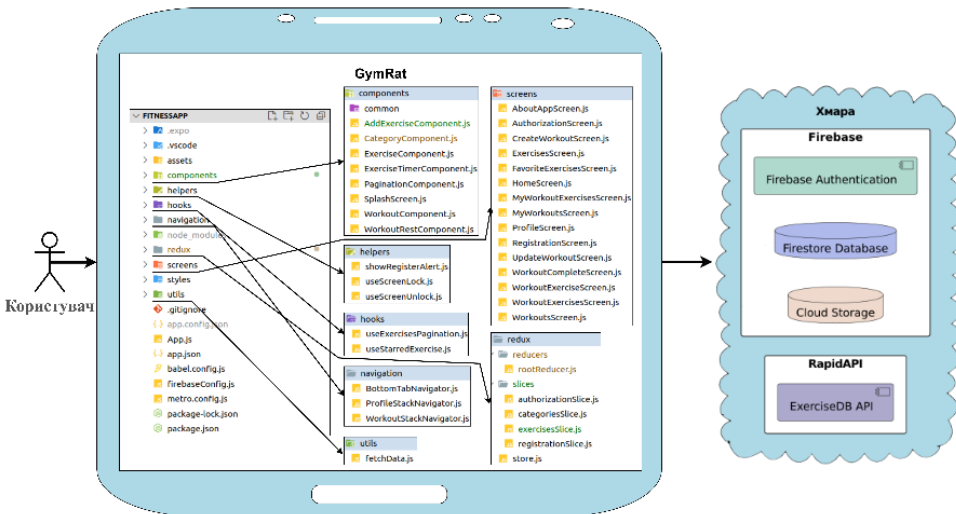 GymRat
FITNESSAPP
.expo
.vscode
assets
components
helpers
hooks
navigation
node_modules
redux
screens
styles
utils
.gitignore
app.config.json
App.js
app.json
babel.config.js
firebaseConfig.js
metro.config.js
package-lock.json
package.json
components
common
AddExerciseComponent.js
CategoryComponent.js
ExerciseComponent.js
ExerciseTimerComponent.js
PaginationComponent.js
SplashScreen.js
WorkoutComponent.js
WorkoutRestComponent.js
helpers
showRegisterAlert.js
useScreenLock.js
useScreenUnlock.js
hooks
useExercisesPagination.js
useStarredExercise.js
navigation
BottomTabNavigator.js
ProfileStackNavigator.js
WorkoutStackNavigator.js
utils
fetchData.js
screens
AboutAppScreen.js
AuthorizationScreen.js
CreateWorkoutScreen.js
ExercisesScreen.js
FavoriteExercisesScreen.js
HomeScreen.js
MyWorkoutExercisesScreen.js
MyWorkoutsScreen.js
ProfileScreen.js
RegistrationScreen.js
UpdateWorkoutScreen.js
WorkoutCompleteScreen.js
WorkoutExerciseScreen.js
WorkoutExercisesScreen.js
WorkoutsScreen.js
redux
reducers
rootReducer.js
slices
authorizationSlice.js
categoriesSlice.js
exercisesSlice.js
registrationSlice.js
store.js
Користувач
Хмара
Firebase
Firebase Authentication
Firestore Database
Cloud Storage
RapidAPI
ExerciseDB API